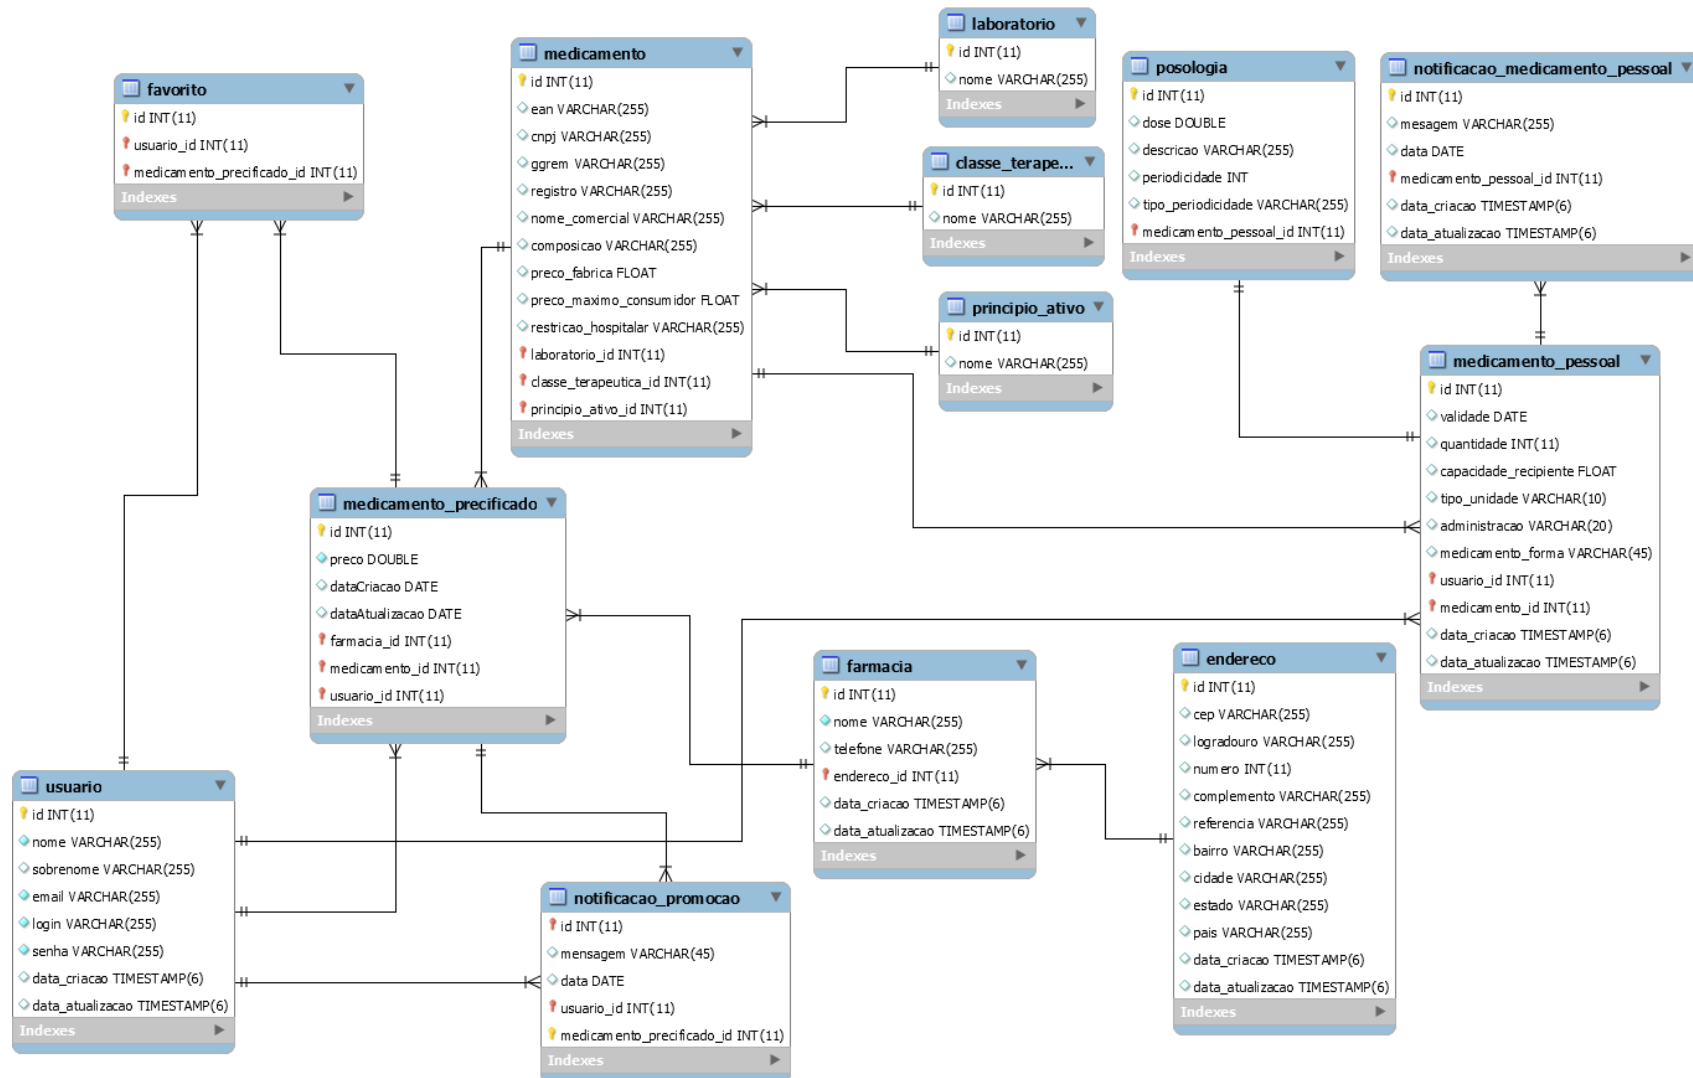 favorito
id INT(11)
usuario_id INT(11)
medicamento_precificado_id INT(11)
Indexes
medicamento
id INT(11)
ean VARCHAR(255)
cnpj VARCHAR(255)
ggrem VARCHAR(255)
registro VARCHAR(255)
nome_comercial VARCHAR(255)
composicao VARCHAR(255)
preco_fabrica FLOAT
preco_maximo_consumidor FLOAT
restricao_hospitalar VARCHAR(255)
laboratorio_id INT(11)
classe_terapeutica_id INT(11)
principio_ativo_id INT(11)
Indexes
laboratorio
id INT(11)
nome VARCHAR(255)
Indexes
classe_terape...
id INT(11)
nome VARCHAR(255)
Indexes
principio_ativo
id INT(11)
nome VARCHAR(255)
Indexes
posologia
id INT(11)
dose DOUBLE
descricao VARCHAR(255)
periodicidade INT
tipo_periodicidade VARCHAR(255)
medicamento_pessoal_id INT(11)
Indexes
notificacao_medicamento_pessoal
id INT(11)
mesagem VARCHAR(255)
data DATE
medicamento_pessoal_id INT(11)
data_criacao TIMESTAMP(6)
data_atualizacao TIMESTAMP(6)
Indexes
medicamento_pessoal
id INT(11)
validade DATE
quantidade INT(11)
capacidade_recipiente FLOAT
tipo_unidade VARCHAR(10)
administracao VARCHAR(20)
medicamento_forma VARCHAR(45)
usuario_id INT(11)
medicamento_id INT(11)
data_criacao TIMESTAMP(6)
data_atualizacao TIMESTAMP(6)
Indexes
medicamento_precificado
id INT(11)
preco DOUBLE
dataCriacao DATE
dataAtualizacao DATE
farmacia_id INT(11)
medicamento_id INT(11)
usuario_id INT(11)
Indexes
farmacia
id INT(11)
nome VARCHAR(255)
telefone VARCHAR(255)
endereco_id INT(11)
data_criacao TIMESTAMP(6)
data_atualizacao TIMESTAMP(6)
Indexes
endereco
id INT(11)
cep VARCHAR(255)
logradouro VARCHAR(255)
numero INT(11)
complemento VARCHAR(255)
referencia VARCHAR(255)
bairro VARCHAR(255)
cidade VARCHAR(255)
estado VARCHAR(255)
pais VARCHAR(255)
data_criacao TIMESTAMP(6)
data_atualizacao TIMESTAMP(6)
Indexes
usuario
id INT(11)
nome VARCHAR(255)
sobrenome VARCHAR(255)
email VARCHAR(255)
login VARCHAR(255)
senha VARCHAR(255)
data_criacao TIMESTAMP(6)
data_atualizacao TIMESTAMP(6)
Indexes
notificacao_promocao
id INT(11)
mensagem VARCHAR(45)
data DATE
usuario_id INT(11)
medicamento_precificado_id INT(11)
Indexes